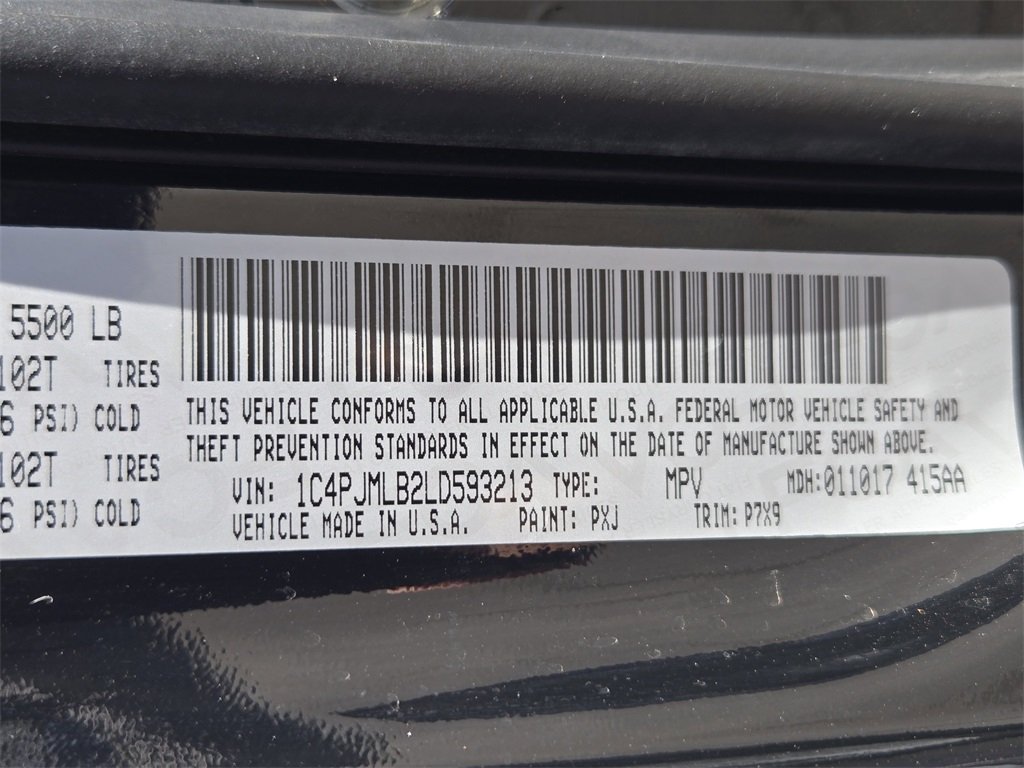 5500 LB
102T TIRES
6 PSI) COLD
102T TIRES
6 PSI) COLD
THIS VEHICLE CONFORMS TO ALL APPLICABLE U.S.A. FEDERAL MOTOR VEHICLE SAFETY AND
THEFT PREVENTION STANDARDS IN EFFECT ON THE DATE OF MANUFACTURE SHOWN ABOVE.
VIN: 1C4PJMLB2LD593213 TYPE: MPV MDH:011017 415AA
VEHICLE MADE IN U.S.A. PAINT: PXJ TRIM: P7X9